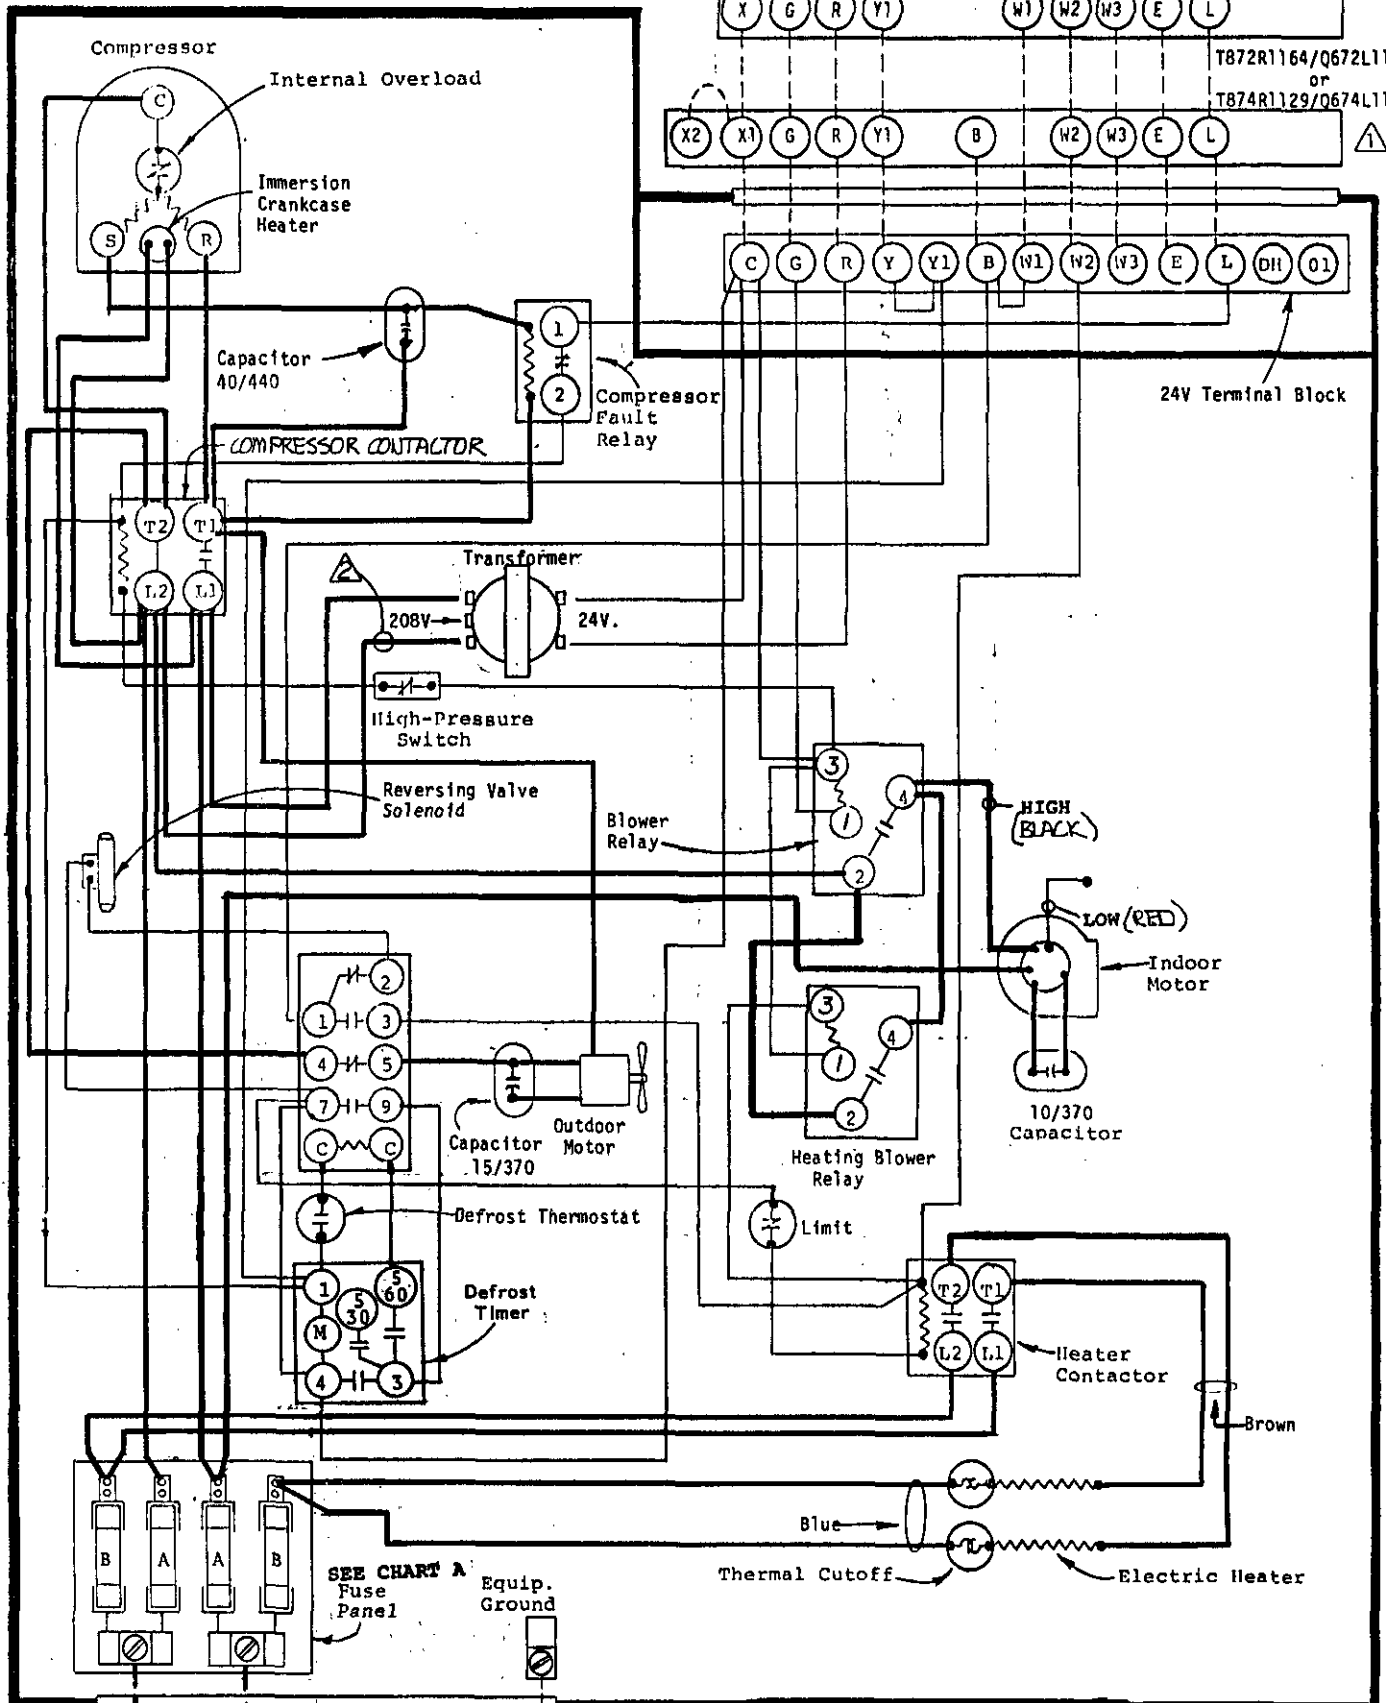 X G R Y1 W1 W2 W3 E L
T872R1164/Q672L11
or
T874R1129/Q674L11
X2 X1 G R Y1 B W2 W3 E L
1
C G R Y Y1 B W1 W2 W3 E L DH O1
24V Terminal Block
Compressor
C
Internal Overload
Immersion
Crankcase
Heater
S R
Capacitor
40/440
1
2
Compressor
Fault
Relay
COMPRESSOR CONTACTOR
T2 T1
L2 L1
2
Transformer
208V
24V.
High-Pressure
Switch
Reversing Valve
Solenoid
Blower
Relay
3
4
1
2
HIGH
(BLACK)
LOW (RED)
Indoor
Motor
10/370
Capacitor
2
1 3
4 5
7 9
C C
Capacitor
15/370
Outdoor
Motor
3
4
1
2
Heating Blower
Relay
Defrost Thermostat
Limit
1
S
60
S
30
M
4 3
Defrost
Timer
T2 T1
L2 L1
Heater
Contactor
Brown
Blue
Thermal Cutoff
Electric Heater
B A A B
SEE CHART A
Fuse
Panel
Equip.
Ground